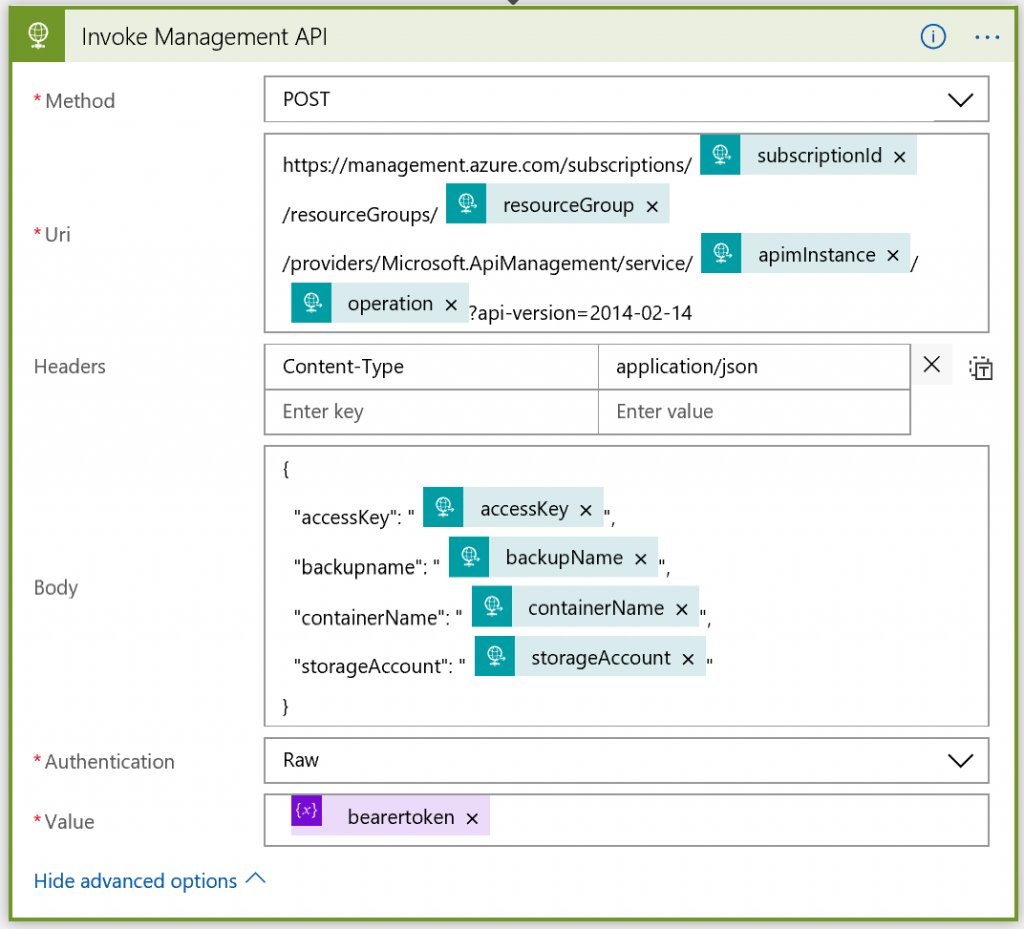 Invoke Management API
* Method
POST
* Uri
https://management.azure.com/subscriptions/ subscriptionId ×
/resourceGroups/ resourceGroup ×
/providers/Microsoft.ApiManagement/service/ apimInstance × /
operation × ?api-version=2014-02-14
Headers
Content-Type application/json
Enter key Enter value
Body
{
"accessKey": " accessKey × ",
"backupname": " backupName × ",
"containerName": " containerName × ",
"storageAccount": " storageAccount × "
}
* Authentication
Raw
* Value
{x} bearertoken ×
Hide advanced options